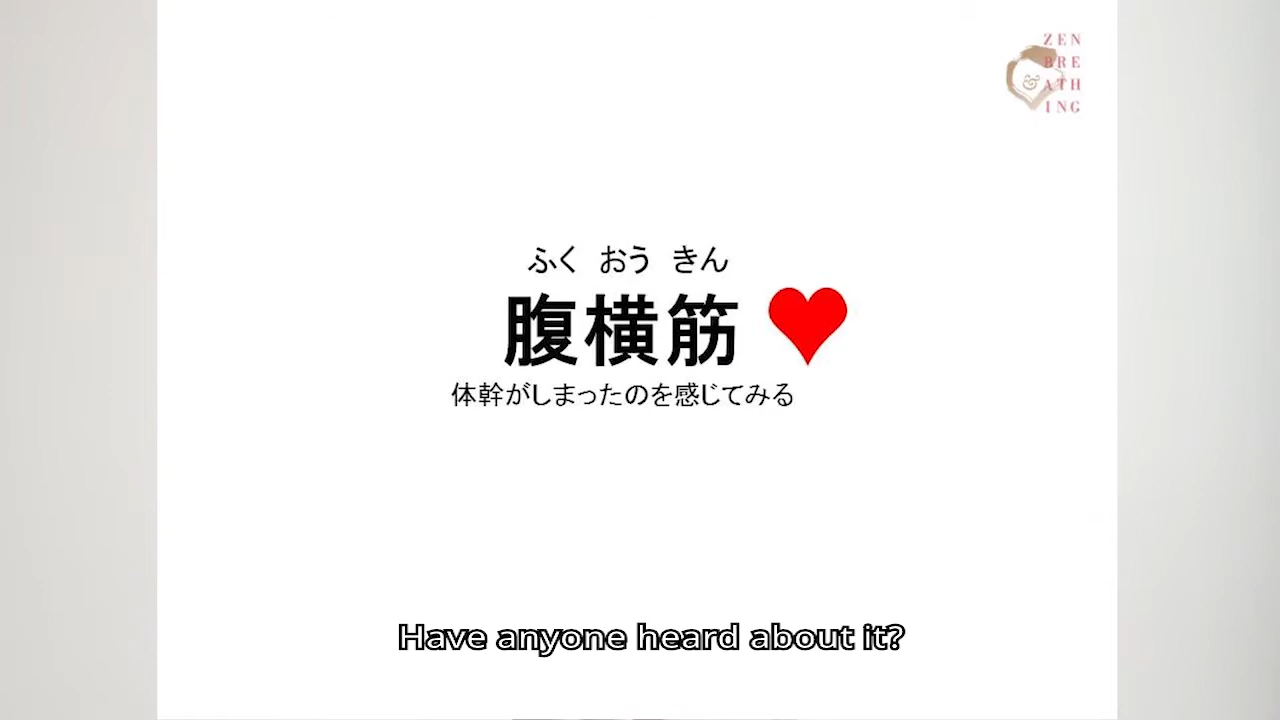 ZEN
BRE
& ATH
ING
ふく おう きん
腹横筋
体幹がしまったのを感じてみる
Have anyone heard about it?